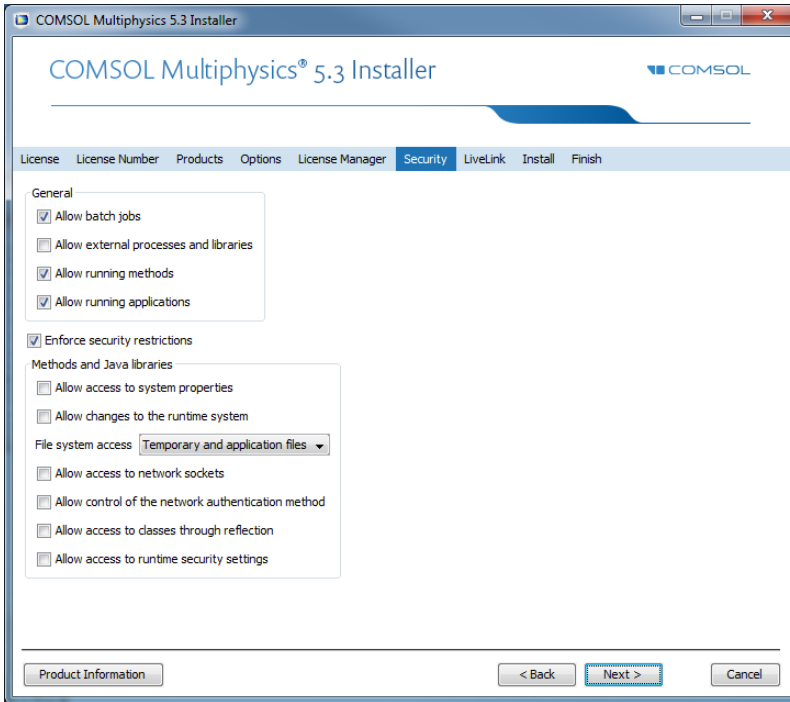 COMSOL Multiphysics 5.3 Installer
COMSOL Multiphysics® 5.3 Installer
COMSOL
License License Number Products Options License Manager Security LiveLink Install Finish
General
Allow batch jobs
Allow external processes and libraries
Allow running methods
Allow running applications
Enforce security restrictions
Methods and Java libraries
Allow access to system properties
Allow changes to the runtime system
File system access Temporary and application files
Allow access to network sockets
Allow control of the network authentication method
Allow access to classes through reflection
Allow access to runtime security settings
Product Information < Back Next > Cancel